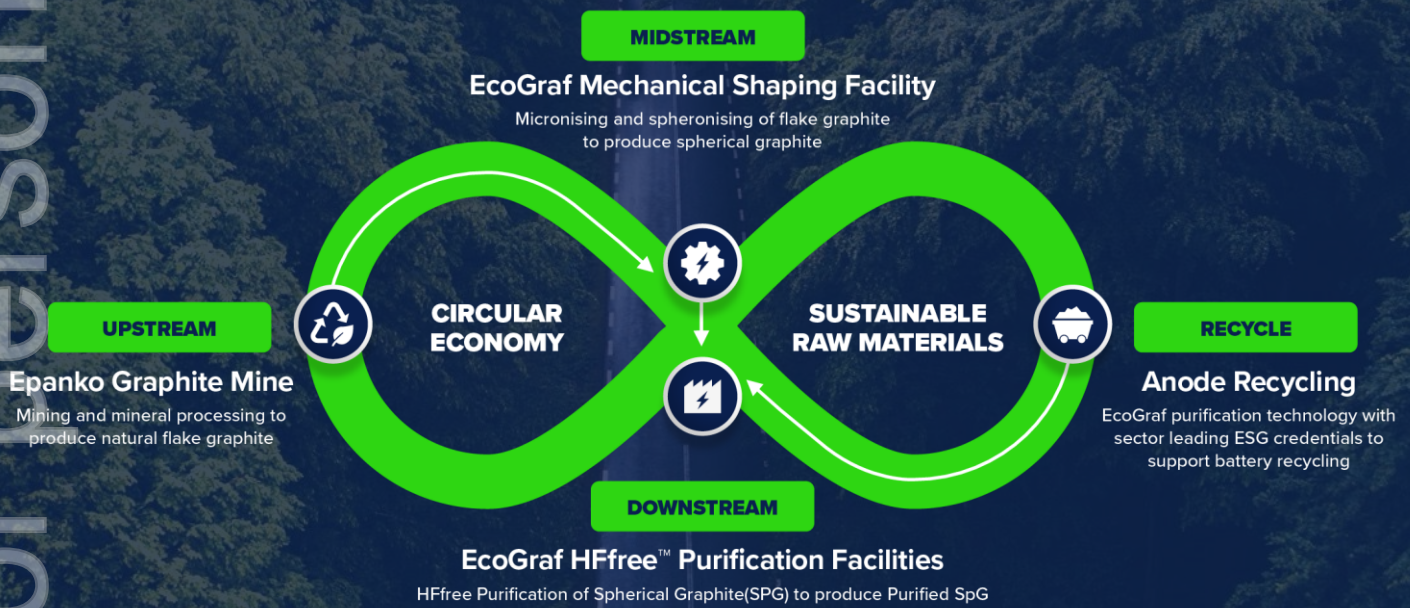 MIDSTREAM
EcoGraf Mechanical Shaping Facility
Micronising and spheronising of flake graphite
to produce spherical graphite
CIRCULAR
ECONOMY
SUSTAINABLE
RAW MATERIALS
UPSTREAM
Epanko Graphite Mine
Mining and mineral processing to
produce natural flake graphite
RECYCLE
Anode Recycling
EcoGraf purification technology with
sector leading ESG credentials to
support battery recycling
DOWNSTREAM
EcoGraf HFfree™ Purification Facilities
HFfree Purification of Spherical Graphite(SPG) to produce Purified SpG